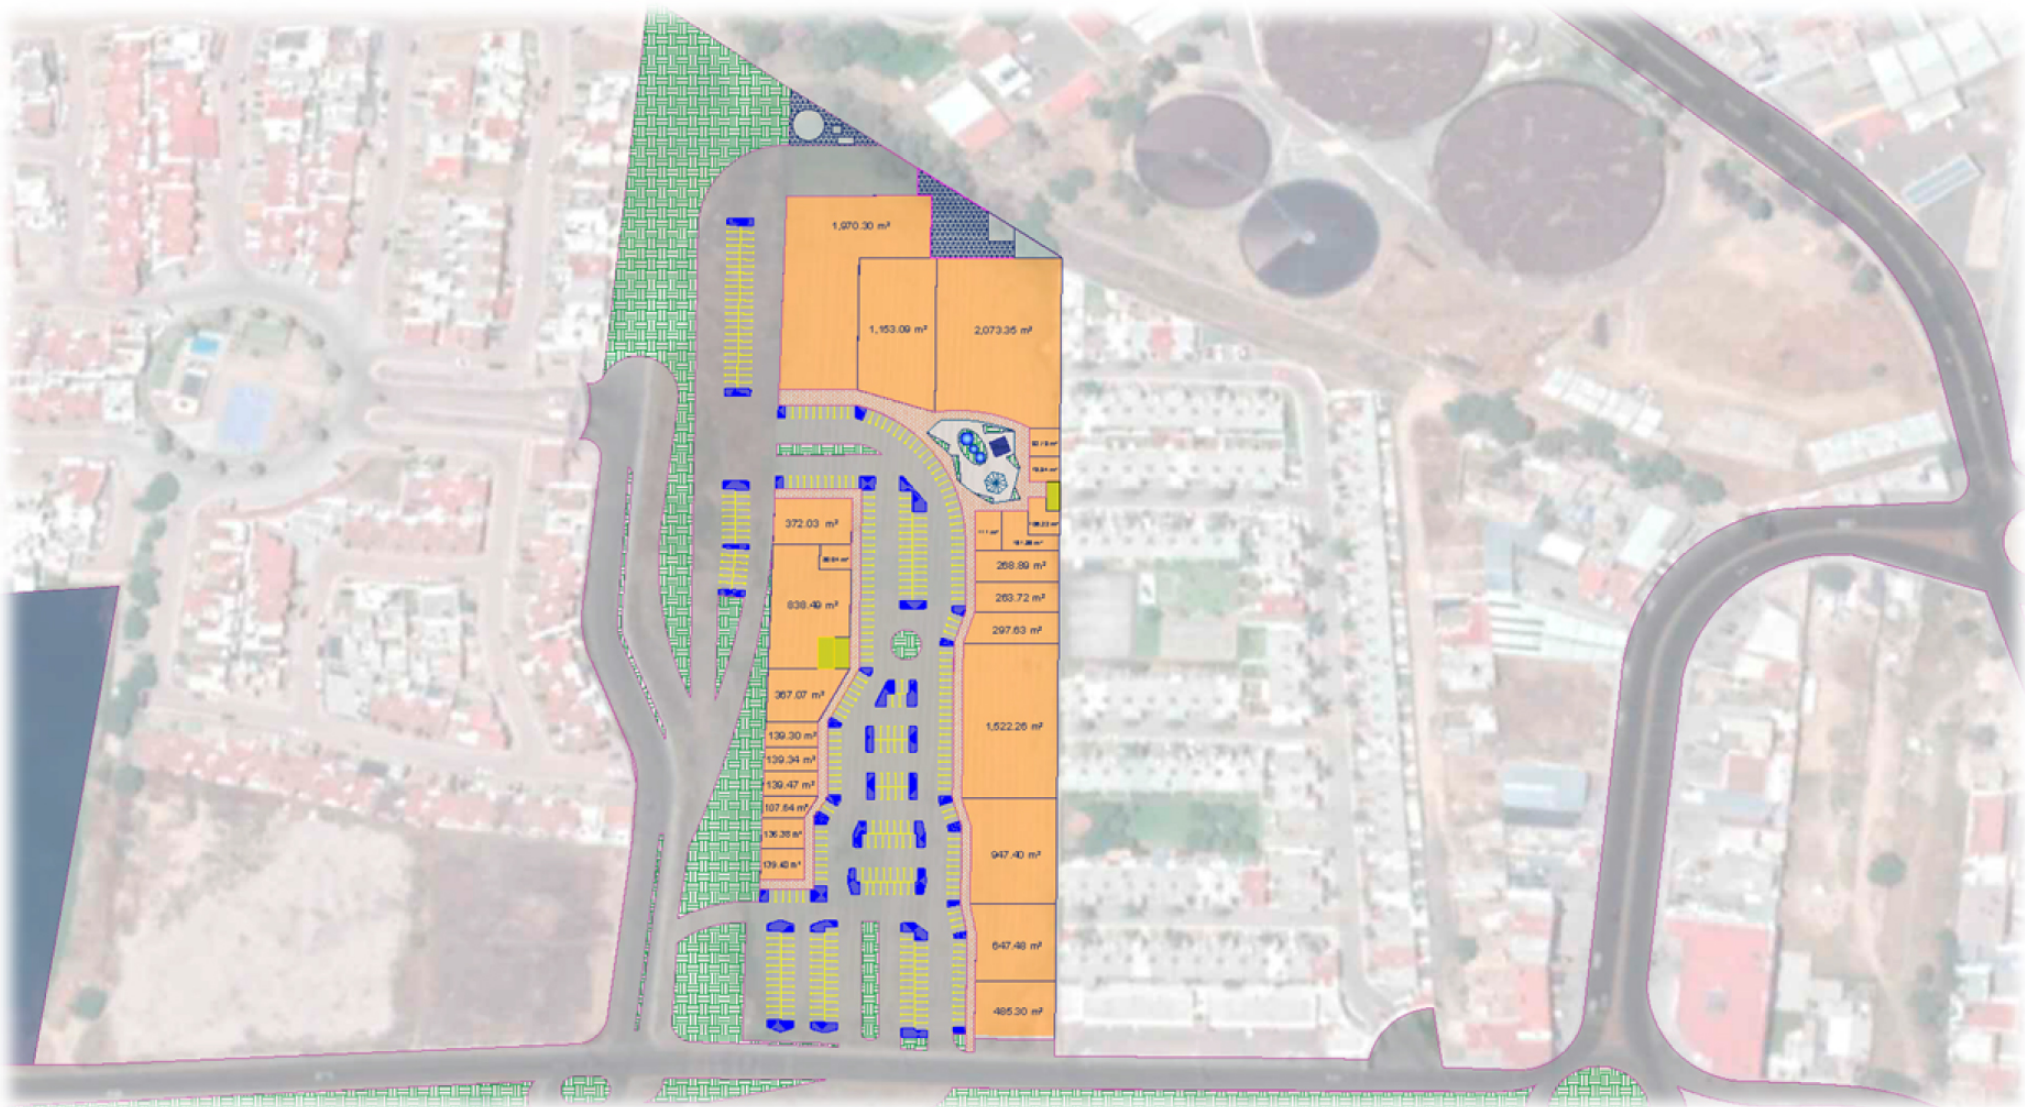 1,970.30 m²
1,153.09 m²
2,073.35 m²
372.03 m²
838.49 m²
268.89 m²
263.72 m²
297.63 m²
367.07 m²
1,522.26 m²
139.30 m²
139.34 m²
139.47 m²
107.64 m²
947.40 m²
647.48 m²
485.30 m²